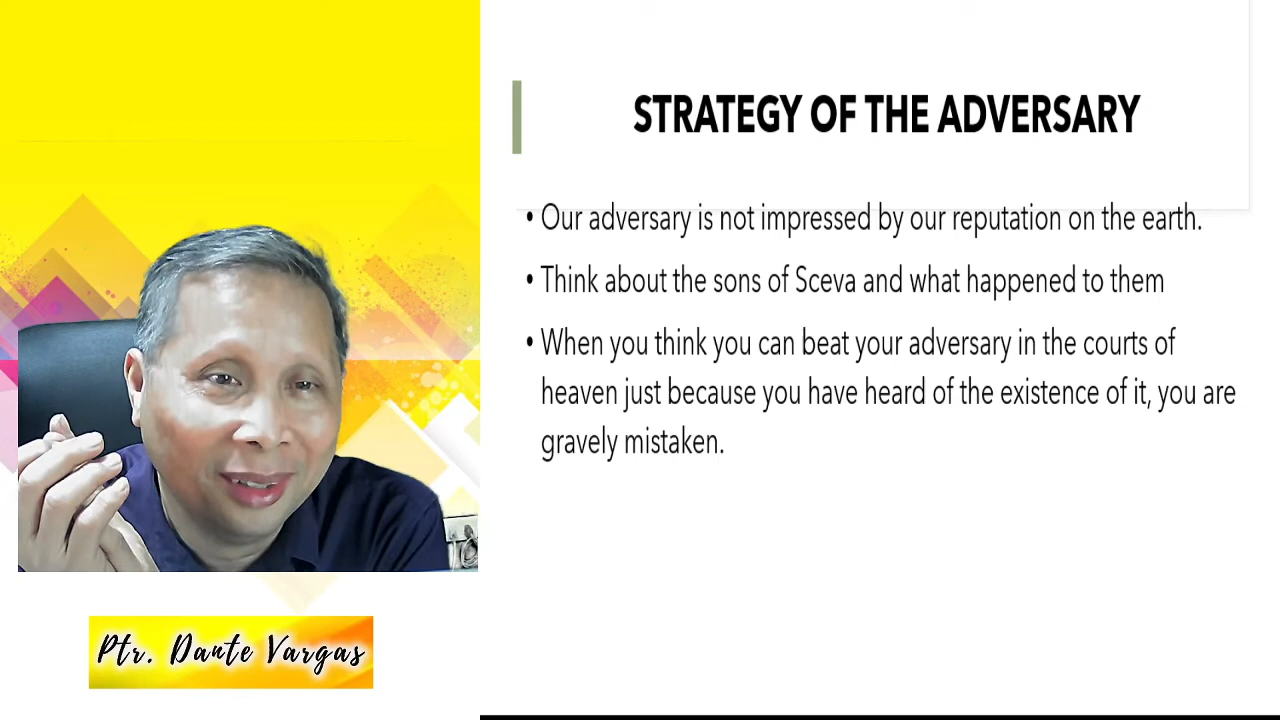 STRATEGY OF THE ADVERSARY
• Our adversary is not impressed by our reputation on the earth.
• Think about the sons of Sceva and what happened to them
• When you think you can beat your adversary in the courts of
heaven just because you have heard of the existence of it, you are
gravely mistaken.
Ptr. Dante Vargas